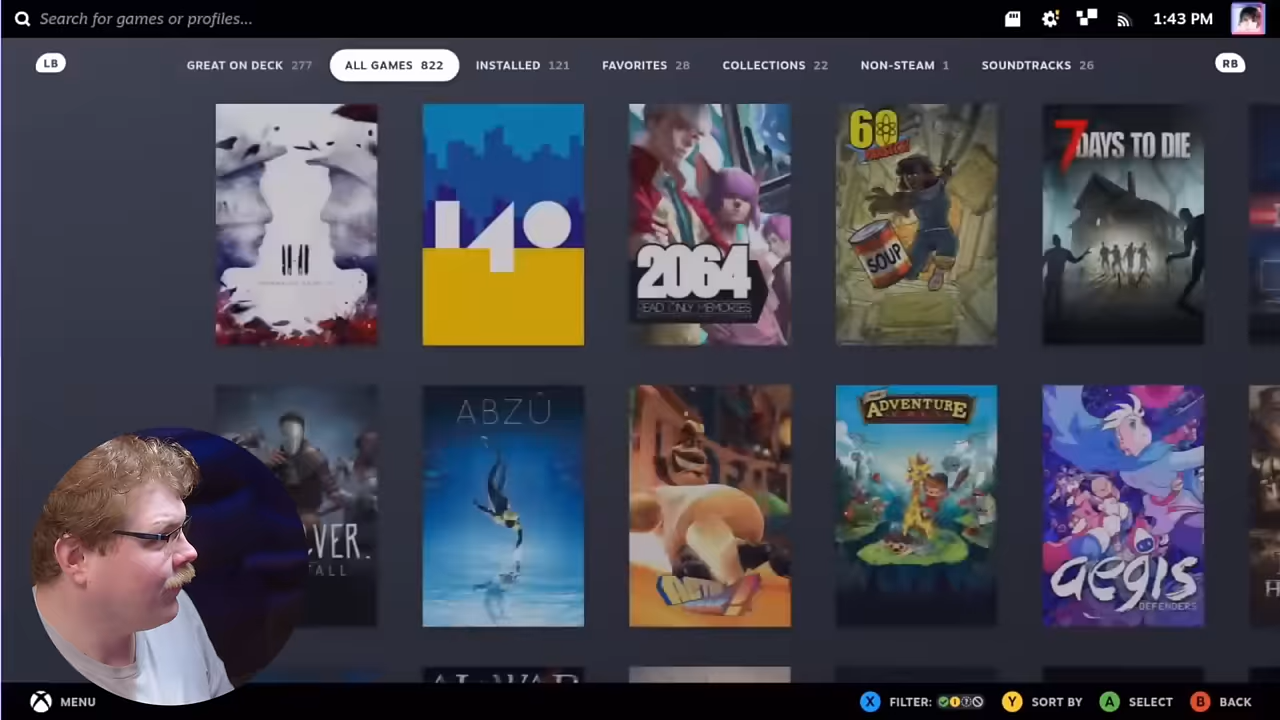 Search for games or profiles...
1:43 PM
LB
GREAT ON DECK 277
ALL GAMES 822
INSTALLED 121
FAVORITES 28
COLLECTIONS 22
NON-STEAM 1
SOUNDTRACKS 26
RB
140
2064
READ ONLY MEMORIES
60
SOUP
7 DAYS TO DIE
VER
ALL
ABZÛ
ADVENTURE
aegis
DEFENDERS
MENU
FILTER:
Y SORT BY
A SELECT
B BACK